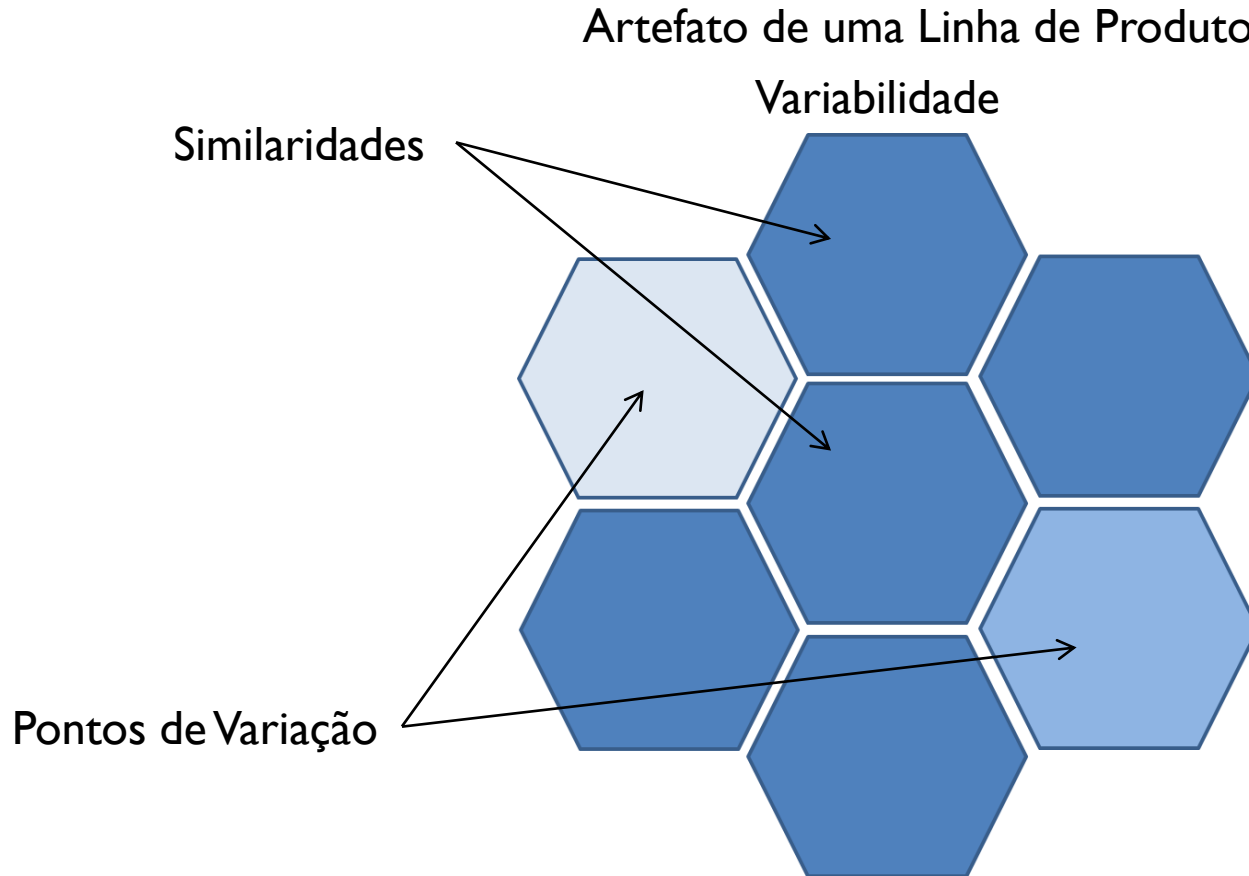 Artefato de uma Linha de Produto
Variabilidade
Similaridades
Pontos de Variação